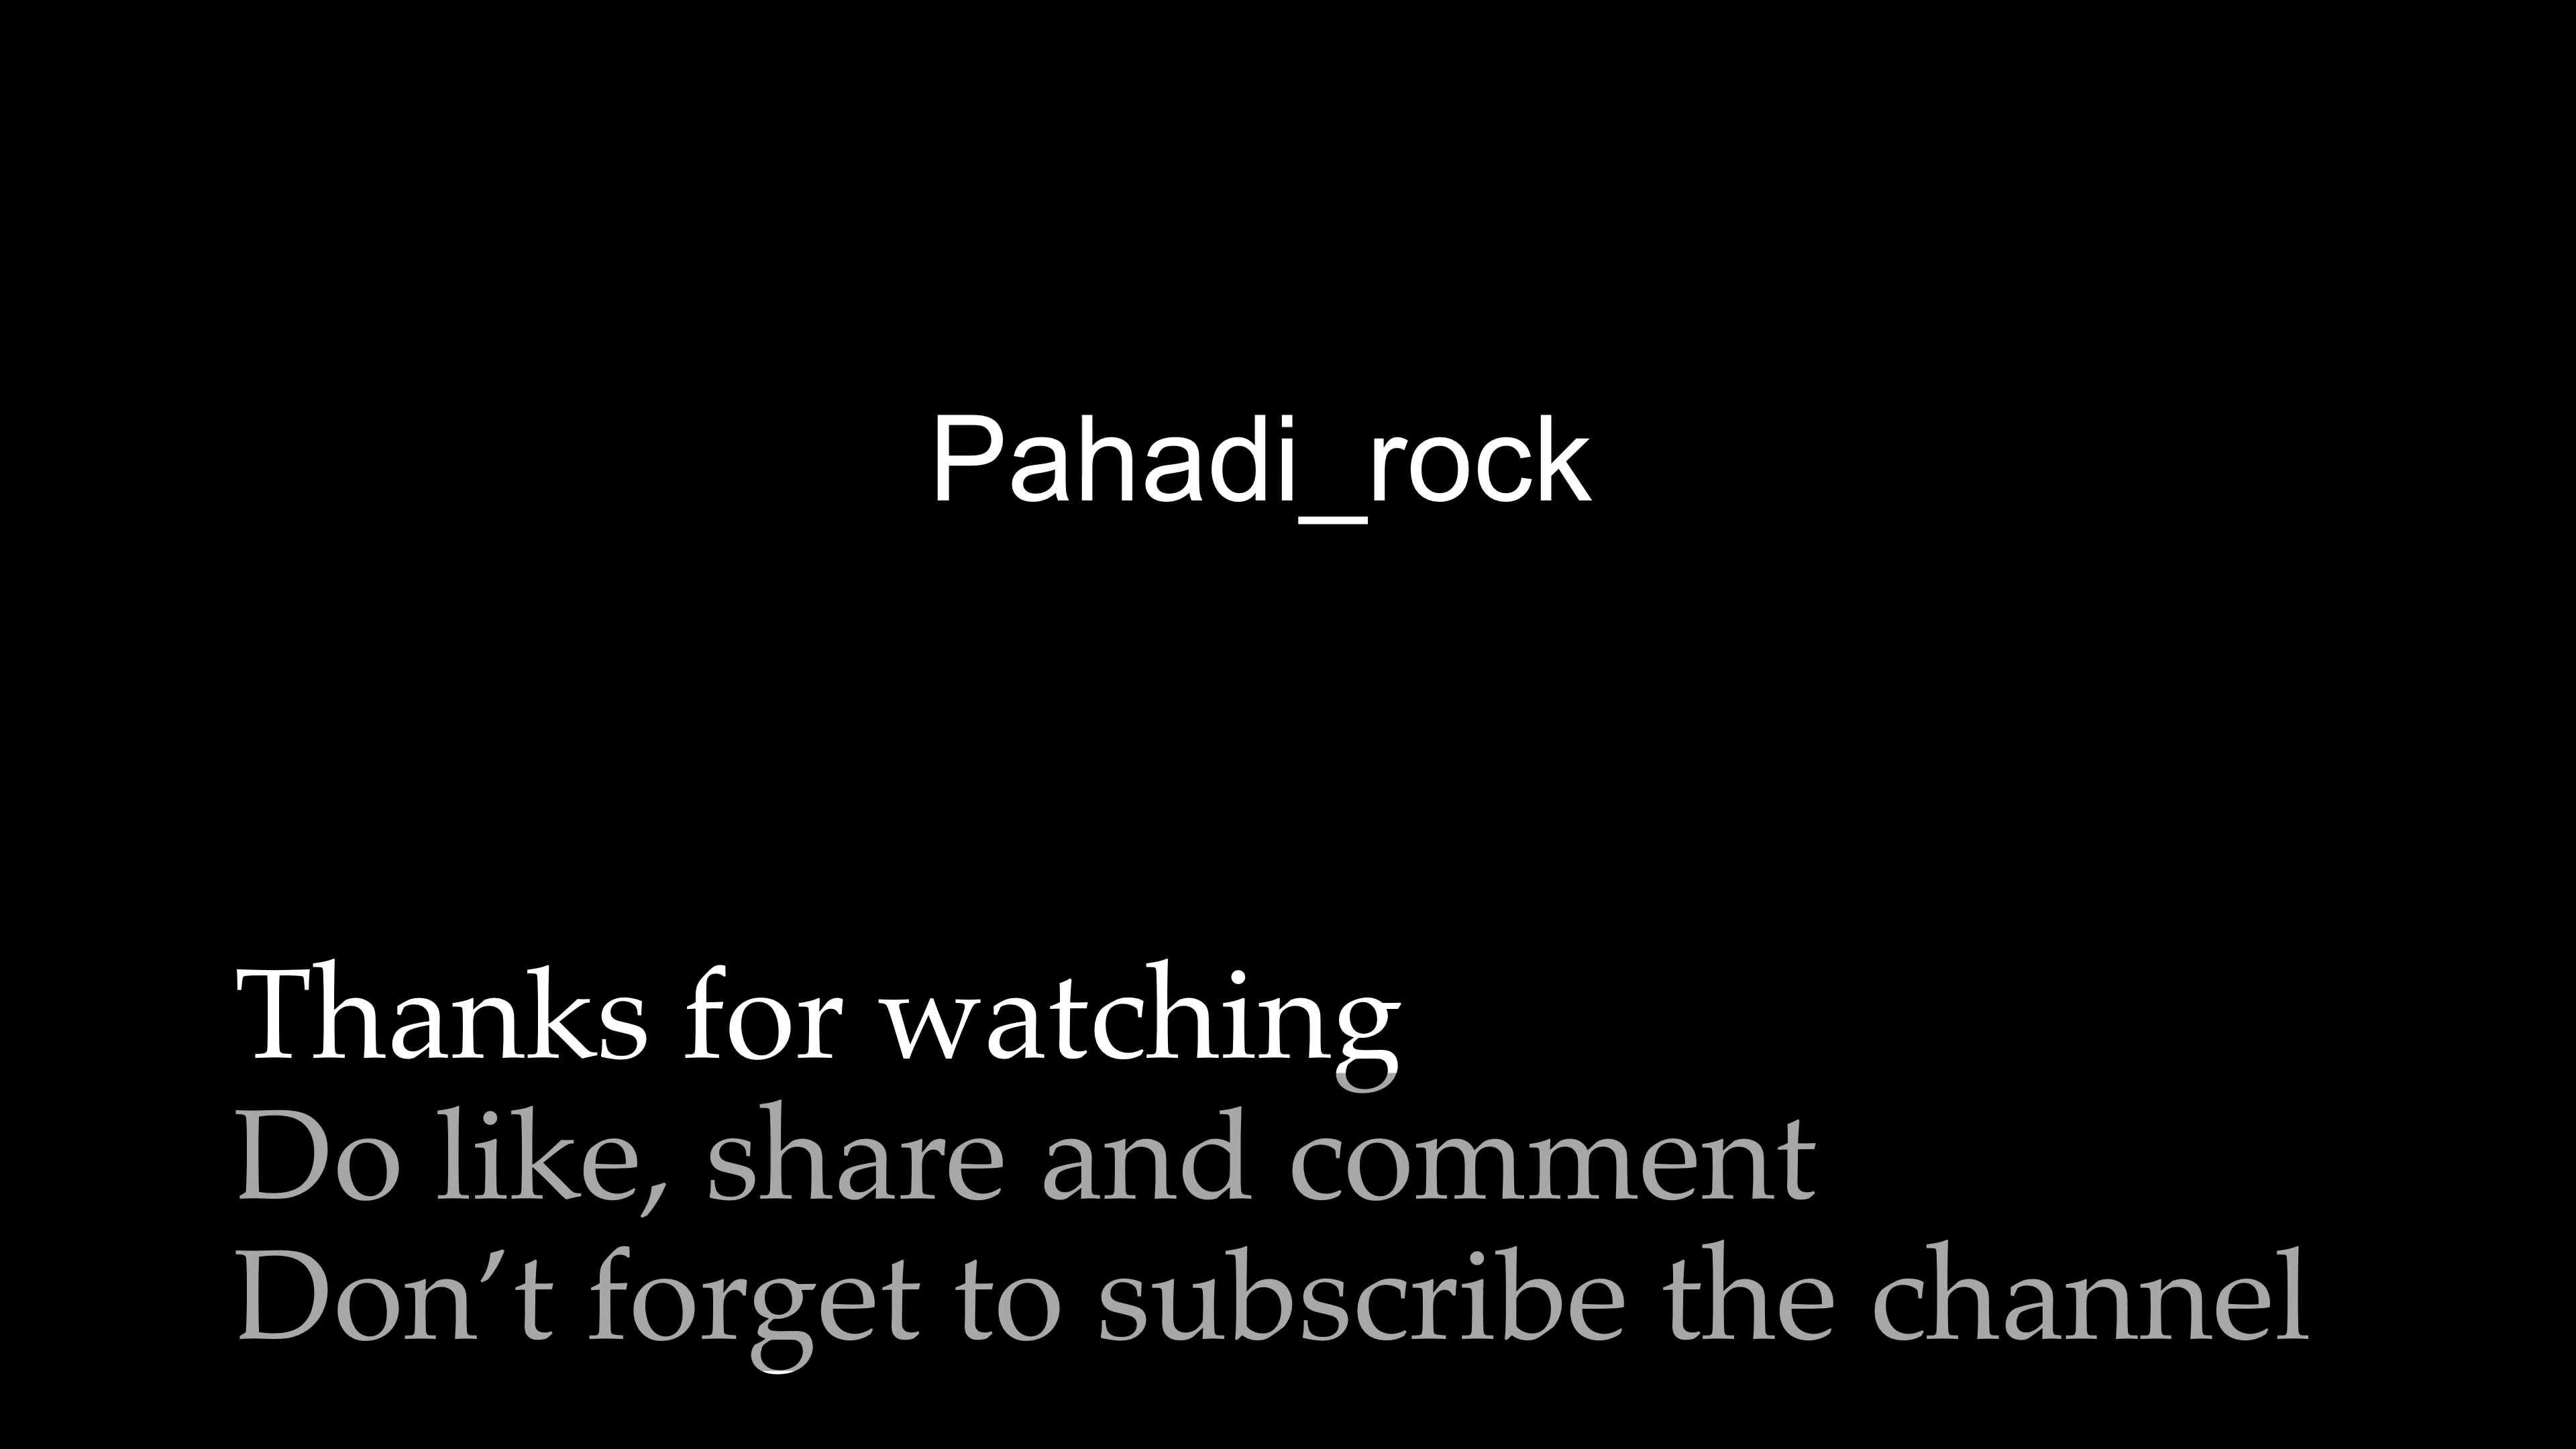 Pahadi_rock
Thanks for watching
Do like, share and comment
Don’t forget to subscribe the channel